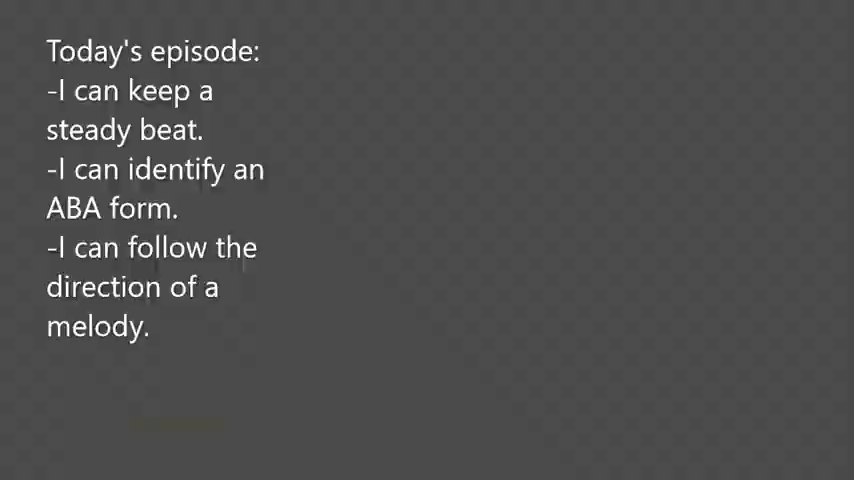 Today's episode:
-I can keep a
steady beat.
-I can identify an
ABA form.
-I can follow the
direction of a
melody.